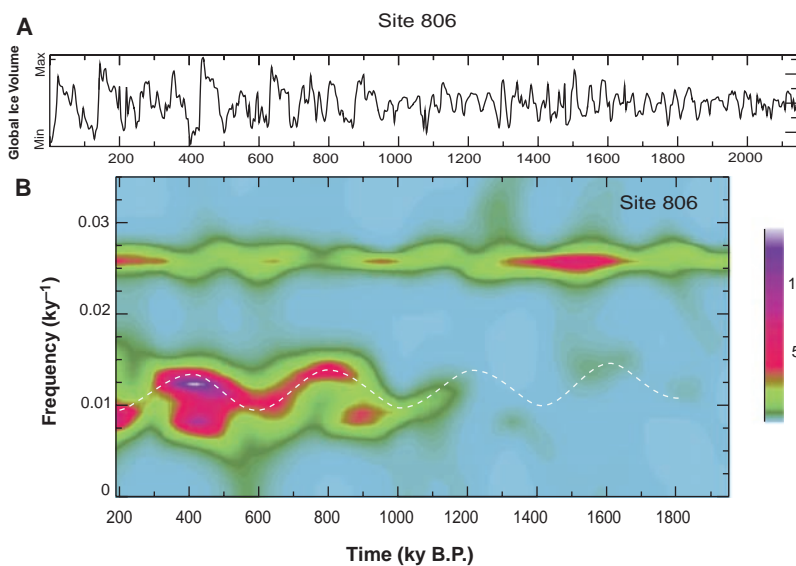 Site 806
A
Global Ice Volume
Max
Min
200 400 600 800 1000 1200 1400 1600 1800 2000
B
Site 806
Frequency (ky⁻¹)
0.03
0.02
0.01
0
1
5
200 400 600 800 1000 1200 1400 1600 1800
Time (ky B.P.)